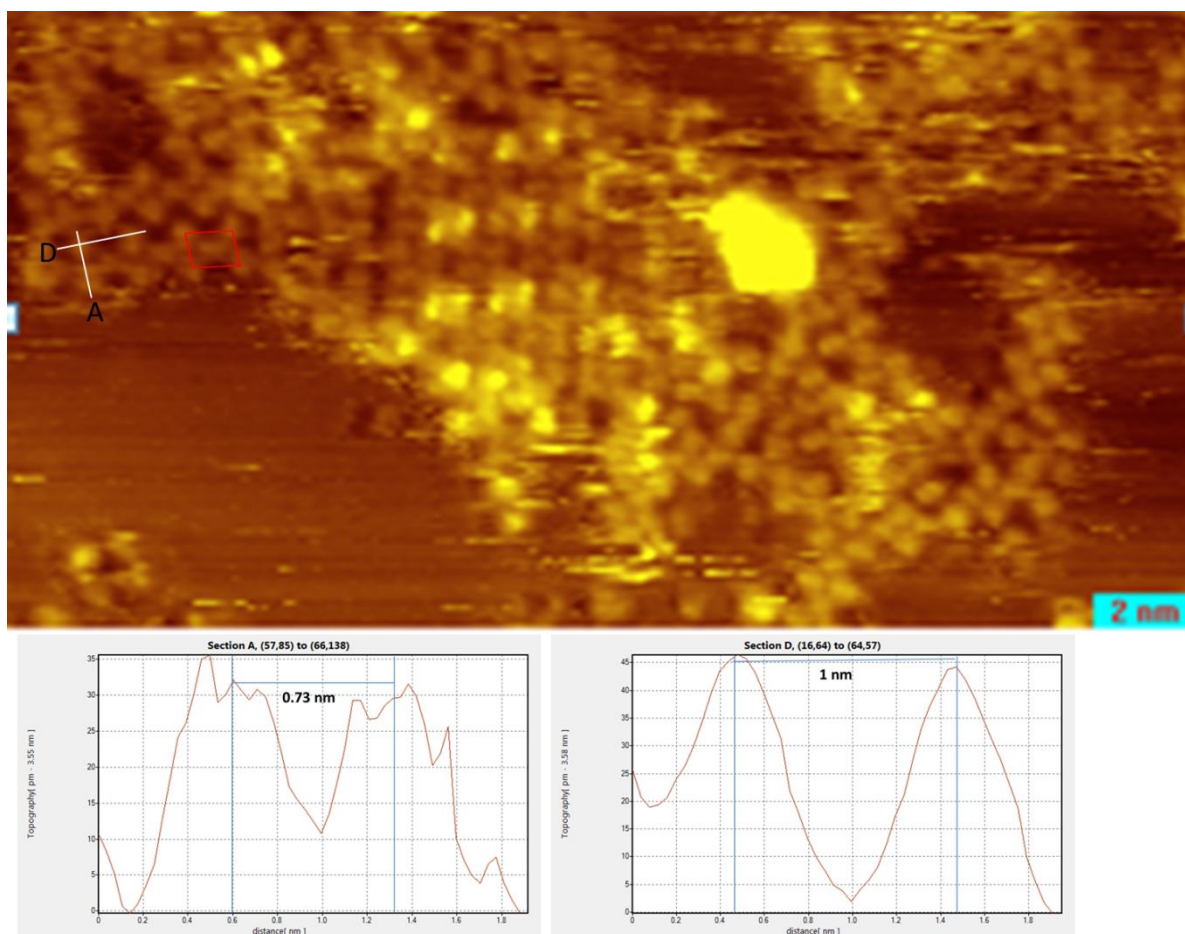 D
A
2 nm
Section A, (57,85) to (66,138)
Topography[ pm - 3.55 nm ]
35
30
25
20
15
10
5
0
0.73 nm
0 0.2 0.4 0.6 0.8 1.0 1.2 1.4 1.6 1.8
distance[ nm ]
Section D, (16,64) to (64,57)
Topography[ pm - 3.58 nm ]
45
40
35
30
25
20
15
10
5
0
1 nm
0 0.2 0.4 0.6 0.8 1.0 1.2 1.4 1.6 1.8
distance[ nm ]